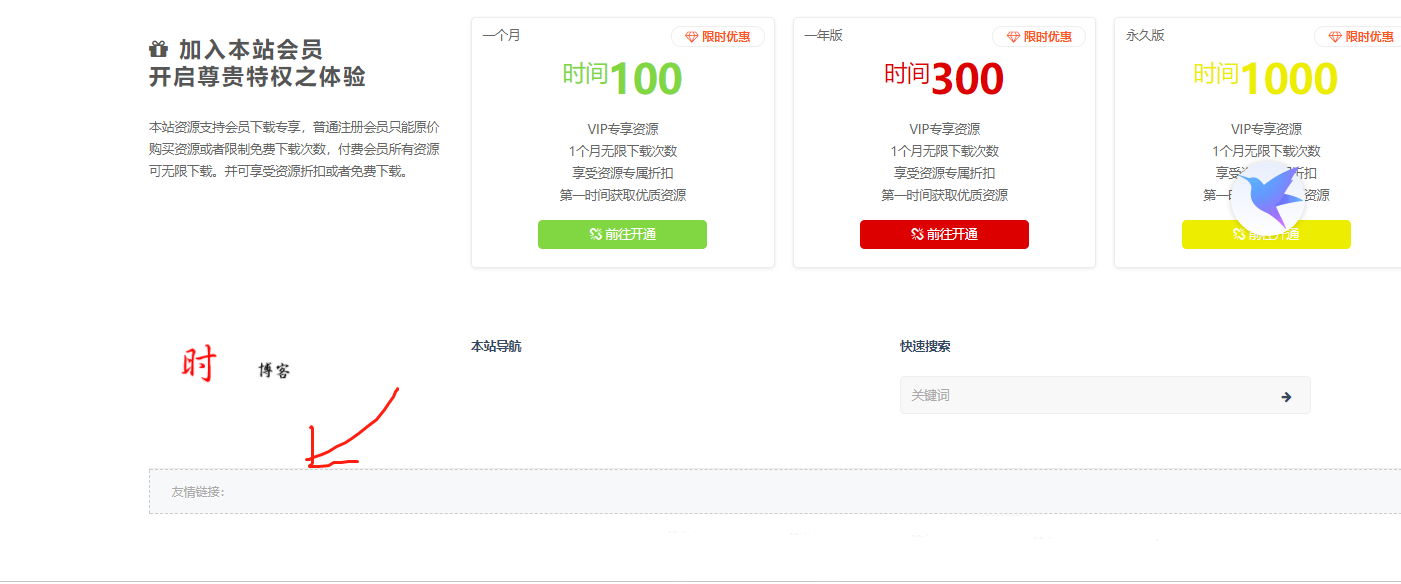 加入本站会员
开启尊贵特权之体验
本站资源支持会员下载专享，普通注册会员只能原价
购买资源或者限制免费下载次数，付费会员所有资源
可无限下载。并可享受资源折扣或者免费下载。
一个月
限时优惠
时间100
VIP专享资源
1个月无限下载次数
享受资源专属折扣
第一时间获取优质资源
前往开通
一年版
限时优惠
时间300
VIP专享资源
1个月无限下载次数
享受资源专属折扣
第一时间获取优质资源
前往开通
永久版
限时优惠
时间1000
VIP专享资源
1个月无限下载次数
享受 折扣
第一 资源
前往开通
时 博客
本站导航
快速搜索
关键词
友情链接：